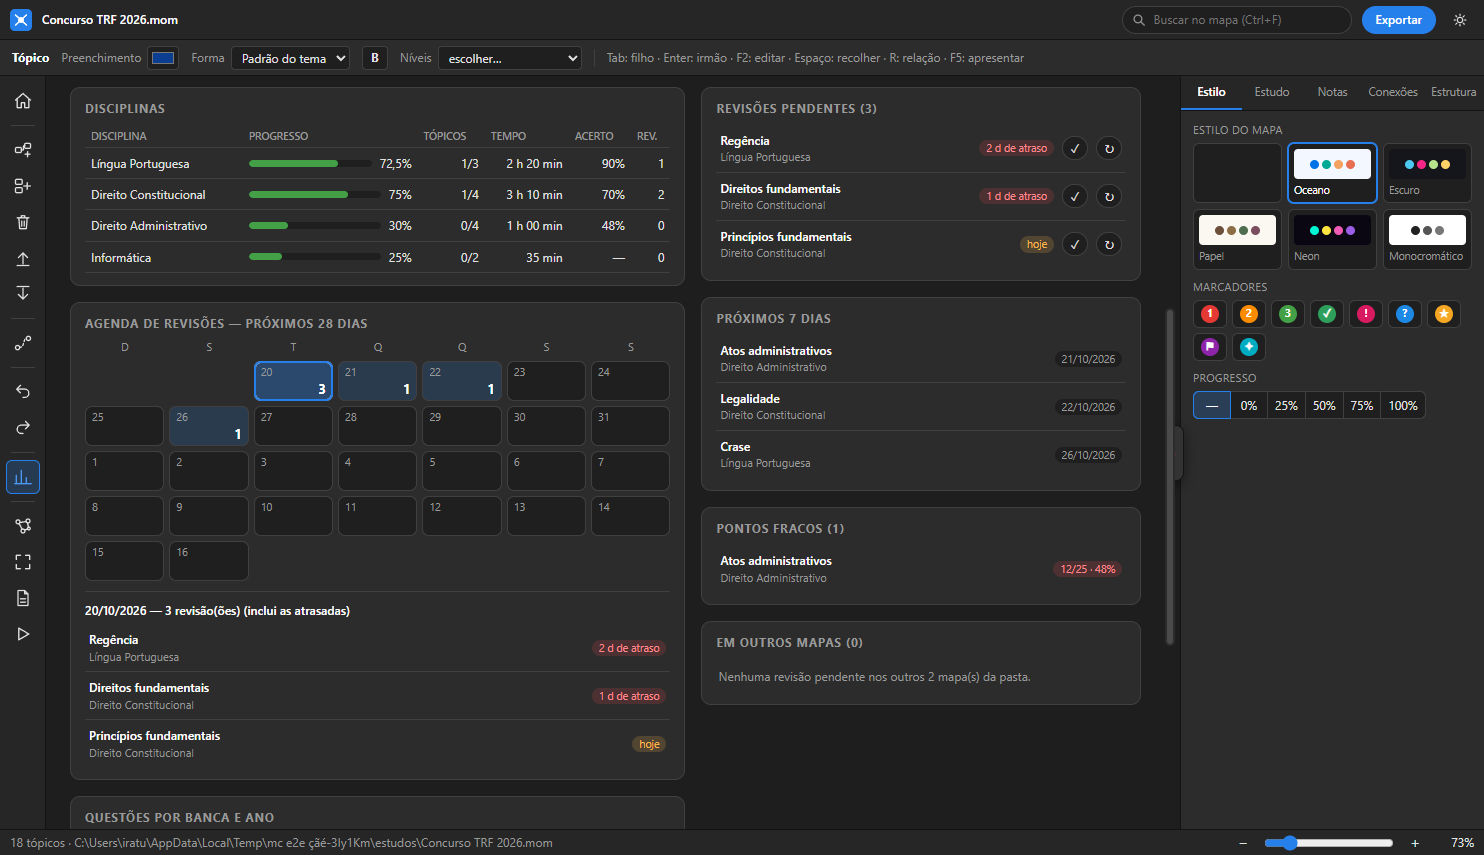 Concurso TRF 2026.mom
Buscar no mapa (Ctrl+F)
Exportar
Tópico
Preenchimento
Forma
Padrão do tema
B
Níveis
escolher...
Tab: filho · Enter: irmão · F2: editar · Espaço: recolher · R: relação · F5: apresentar
DISCIPLINAS
DISCIPLINA PROGRESSO TÓPICOS TEMPO ACERTO REV.
Língua Portuguesa 72,5% 1/3 2 h 20 min 90% 1
Direito Constitucional 75% 1/4 3 h 10 min 70% 2
Direito Administrativo 30% 0/4 1 h 00 min 48% 0
Informática 25% 0/2 35 min — 0
AGENDA DE REVISÕES — PRÓXIMOS 28 DIAS
D S T Q Q S S
20 3 21 1 22 1 23 24
25 26 1 27 28 29 30 31
1 2 3 4 5 6 7
8 9 10 11 12 13 14
15 16
20/10/2026 — 3 revisão(ões) (inclui as atrasadas)
Regência
Língua Portuguesa
2 d de atraso
Direitos fundamentais
Direito Constitucional
1 d de atraso
Princípios fundamentais
Direito Constitucional
hoje
QUESTÕES POR BANCA E ANO
REVISÕES PENDENTES (3)
Regência
Língua Portuguesa
2 d de atraso
Direitos fundamentais
Direito Constitucional
1 d de atraso
Princípios fundamentais
Direito Constitucional
hoje
PRÓXIMOS 7 DIAS
Atos administrativos
Direito Administrativo
21/10/2026
Legalidade
Direito Constitucional
22/10/2026
Crase
Língua Portuguesa
26/10/2026
PONTOS FRACOS (1)
Atos administrativos
Direito Administrativo
12/25 · 48%
EM OUTROS MAPAS (0)
Nenhuma revisão pendente nos outros 2 mapa(s) da pasta.
Estilo Estudo Notas Conexões Estrutura
ESTILO DO MAPA
Oceano
Escuro
Papel
Neon
Monocromático
MARCADORES
1 2 3 ! ?
PROGRESSO
— 0% 25% 50% 75% 100%
18 tópicos · C:\Users\iratu\AppData\Local\Temp\mc e2e çãé-3Iy1Km\estudos\Concurso TRF 2026.mom
− + 73%